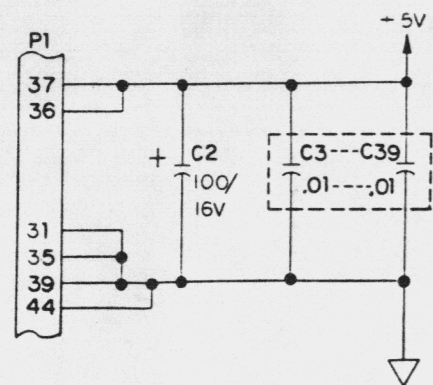 + 5V
P1
37
36
+ C2
100/
16V
C3----C39
.01----.01
31
35
39
44